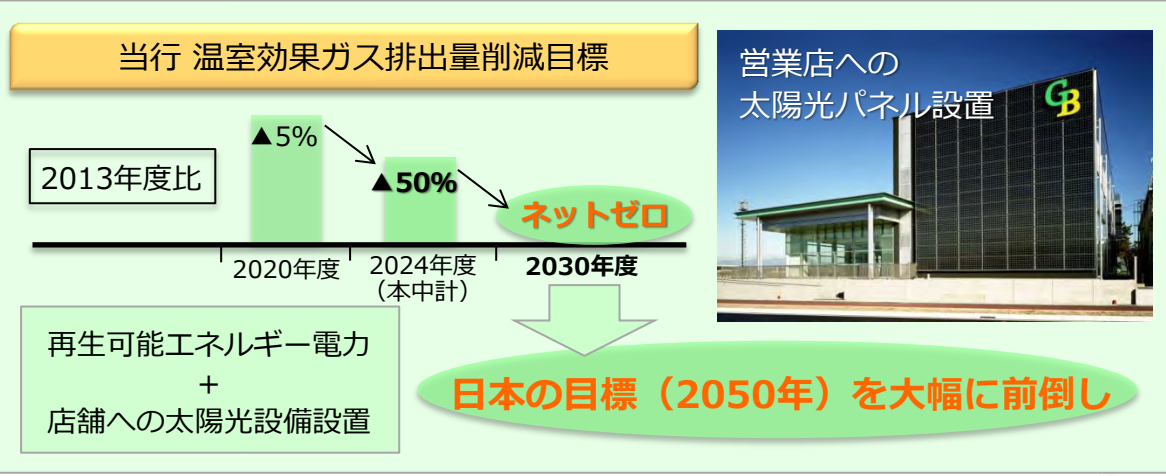 当行 温室効果ガス排出量削減目標
営業店への
太陽光パネル設置
GB
2013年度比
▲5%
▲50%
ネットゼロ
2020年度
2024年度
（本中計）
2030年度
再生可能エネルギー電力
+
店舗への太陽光設備設置
日本の目標（2050年）を大幅に前倒し